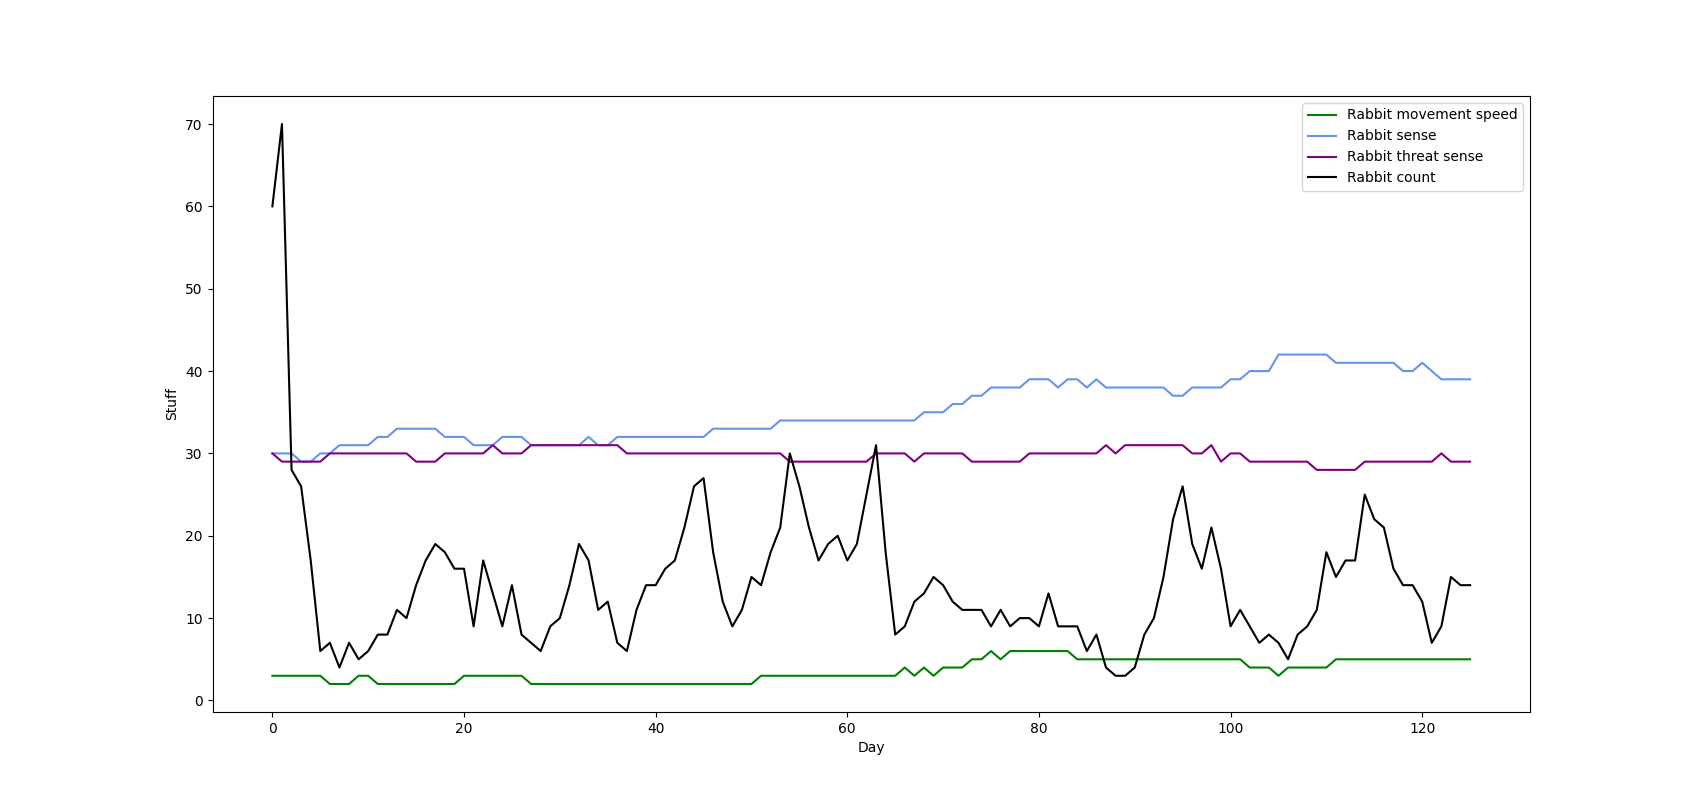 Rabbit movement speed
Rabbit sense
Rabbit threat sense
Rabbit count
70
60
50
40
30
20
10
0
Stuff
0 20 40 60 80 100 120
Day